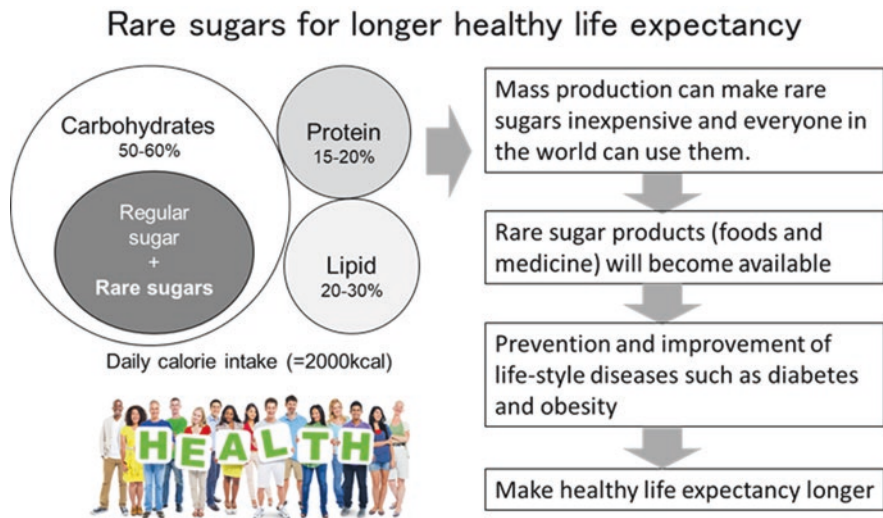 Rare sugars for longer healthy life expectancy
Carbohydrates
50-60%
Regular
sugar
+
Rare sugars
Protein
15-20%
Lipid
20-30%
Daily calorie intake (=2000kcal)
HEALTH
Mass production can make rare
sugars inexpensive and everyone in
the world can use them.
Rare sugar products (foods and
medicine) will become available
Prevention and improvement of
life-style diseases such as diabetes
and obesity
Make healthy life expectancy longer